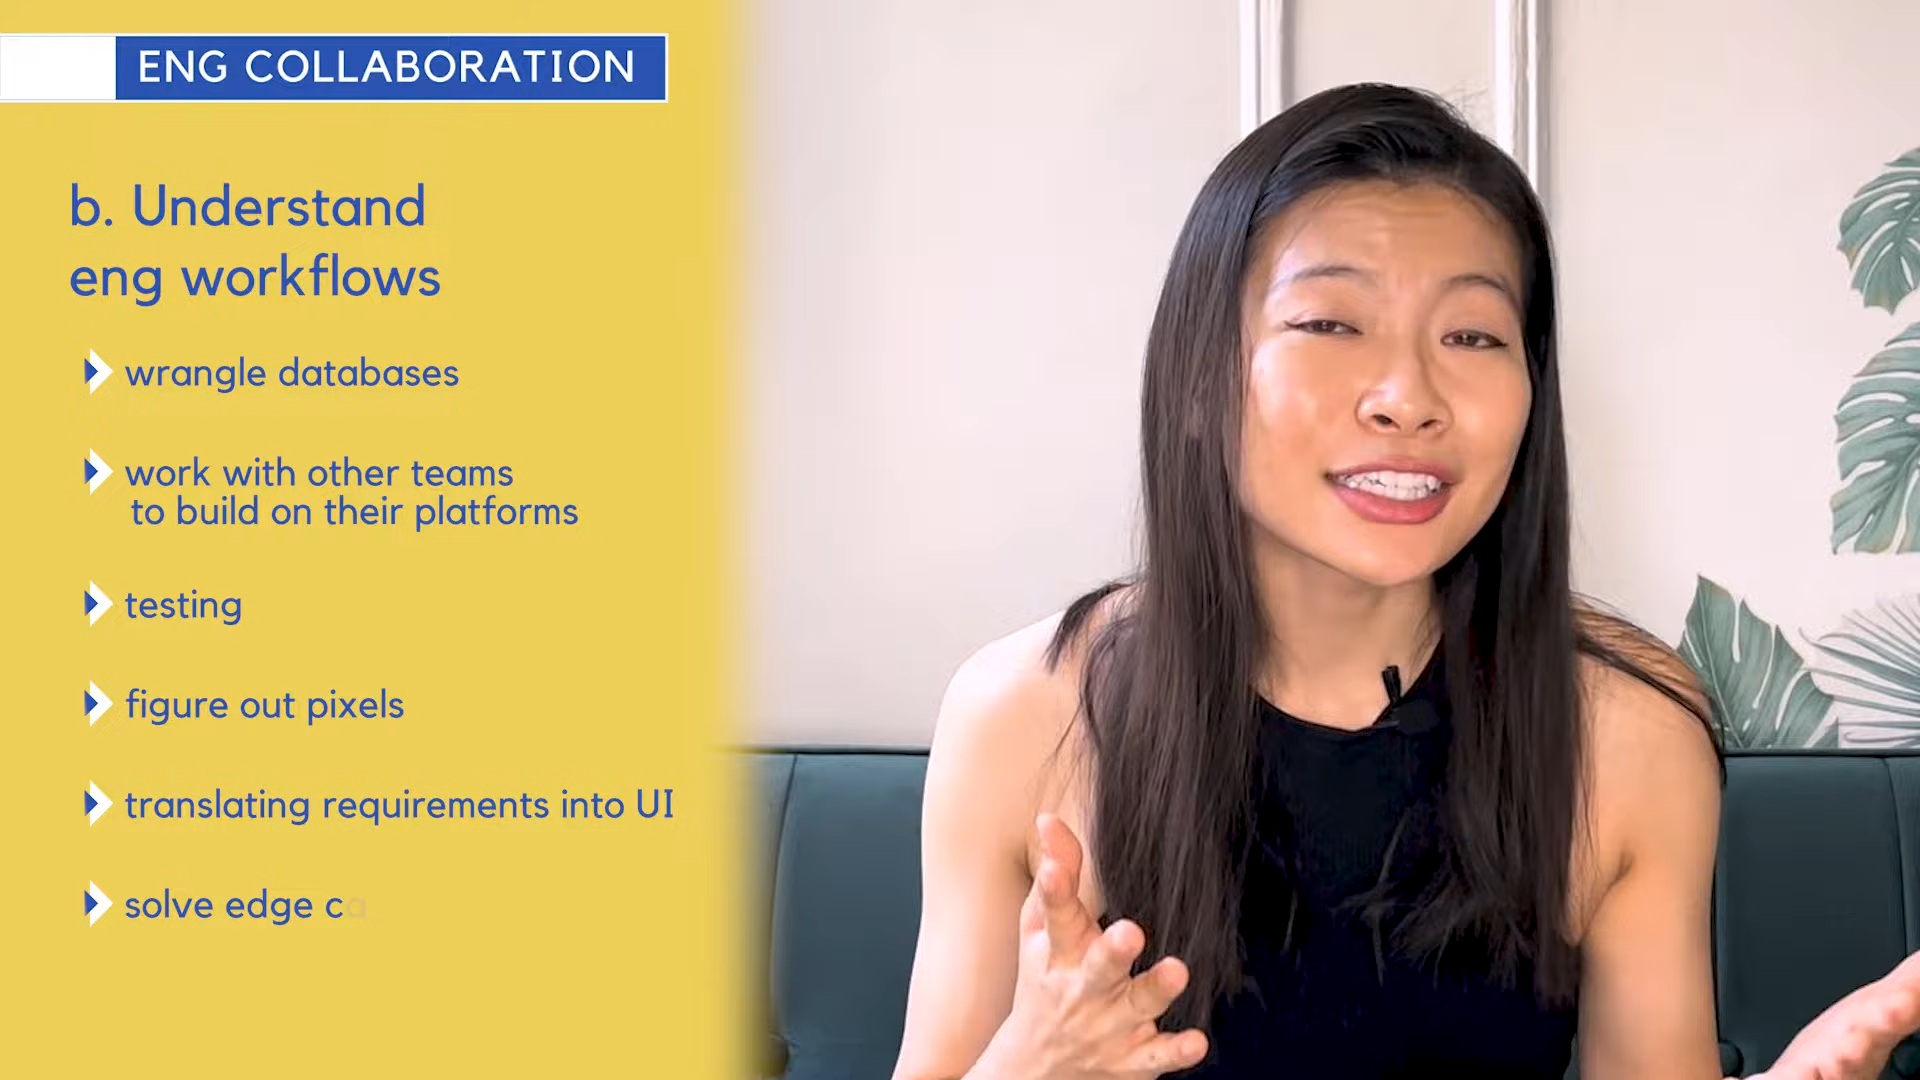 ENG COLLABORATION
b. Understand
eng workflows
wrangle databases
work with other teams
to build on their platforms
testing
figure out pixels
translating requirements into UI
solve edge ca